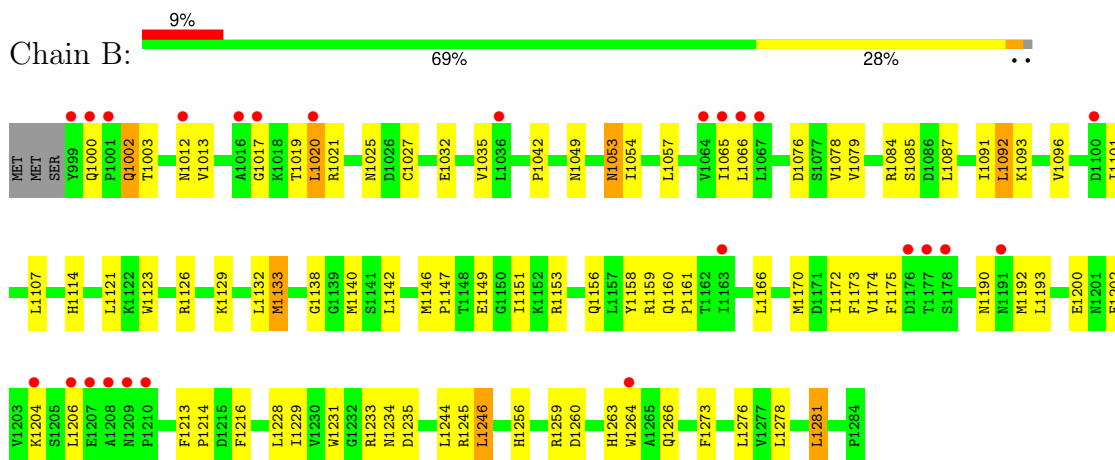 9%
Chain B:
69% 28% ••
MET MET SER Y999 Q1000 P1001 Q1002 T1003 N1012 V1013 A1016 G1017 K1018 T1019 L1020 R1021 N1025 D1026 C1027 E1032 V1035 L1036 P1042 N1049 N1053 I1054 L1057 V1064 I1065 L1066 L1067 D1076 S1077 V1078 V1079 R1084 S1085 D1086 L1087 I1091 L1092 K1093 V1096 D1100 I1101
L1107 H1114 L1121 K1122 W1123 R1126 K1129 L1132 M1133 G1138 G1139 M1140 S1141 L1142 M1146 P1147 T1148 E1149 G1150 I1151 K1152 R1153 Q1156 L1157 Y1158 R1159 Q1160 P1161 T1162 I1163 L1166 M1170 D1171 I1172 F1173 V1174 F1175 D1176 T1177 S1178 N1190 N1191 M1192 L1193 E1200 N1201 E1202
V1203 K1204 S1205 L1206 E1207 A1208 N1209 P1210 F1213 P1214 D1215 F1216 L1228 I1229 V1230 W1231 G1232 R1233 N1234 D1235 L1244 R1245 L1246 H1256 R1259 D1260 H1263 W1264 A1265 Q1266 F1273 L1276 V1277 L1278 L1281 P1284